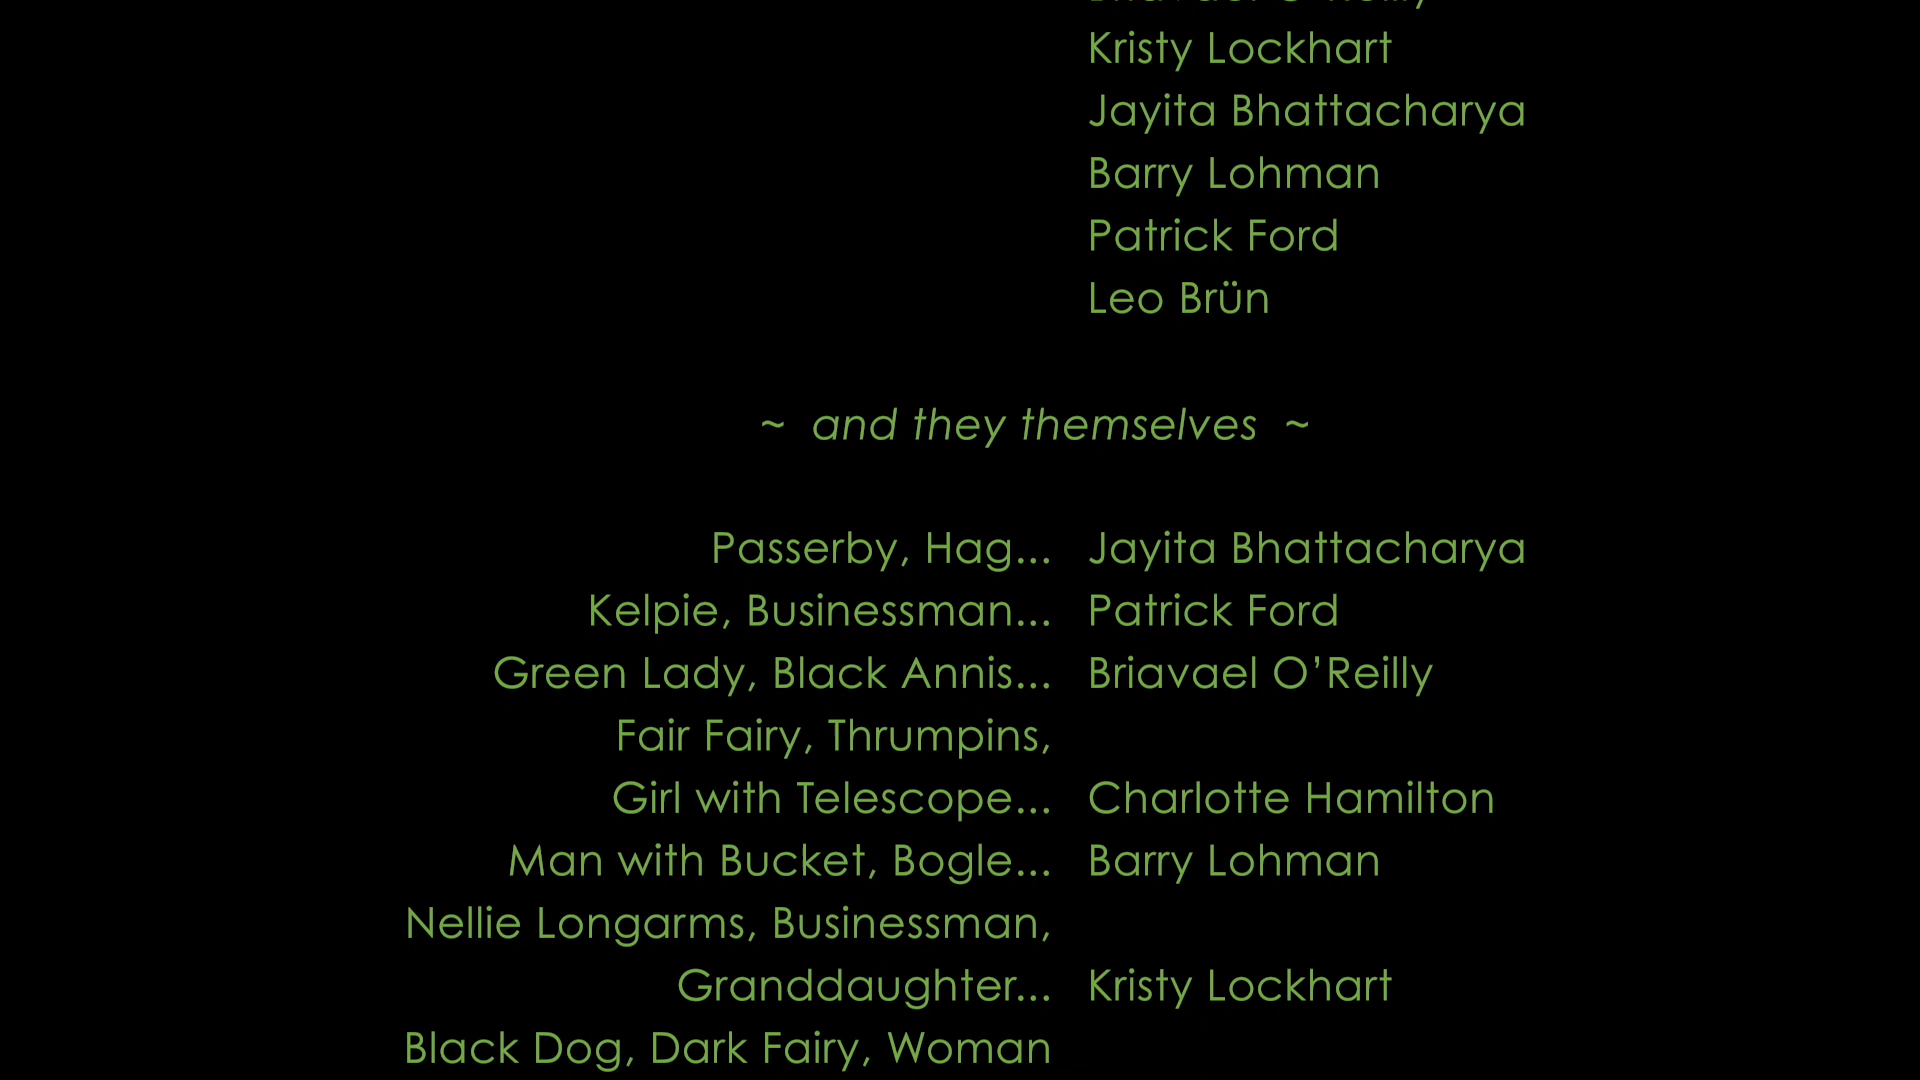 Briavael O'Reilly
Kristy Lockhart
Jayita Bhattacharya
Barry Lohman
Patrick Ford
Leo Brün
~ and they themselves ~
Passerby, Hag... Jayita Bhattacharya
Kelpie, Businessman... Patrick Ford
Green Lady, Black Annis... Briavael O’Reilly
Fair Fairy, Thrumpins,
Girl with Telescope... Charlotte Hamilton
Man with Bucket, Bogle... Barry Lohman
Nellie Longarms, Businessman,
Granddaughter... Kristy Lockhart
Black Dog, Dark Fairy, Woman